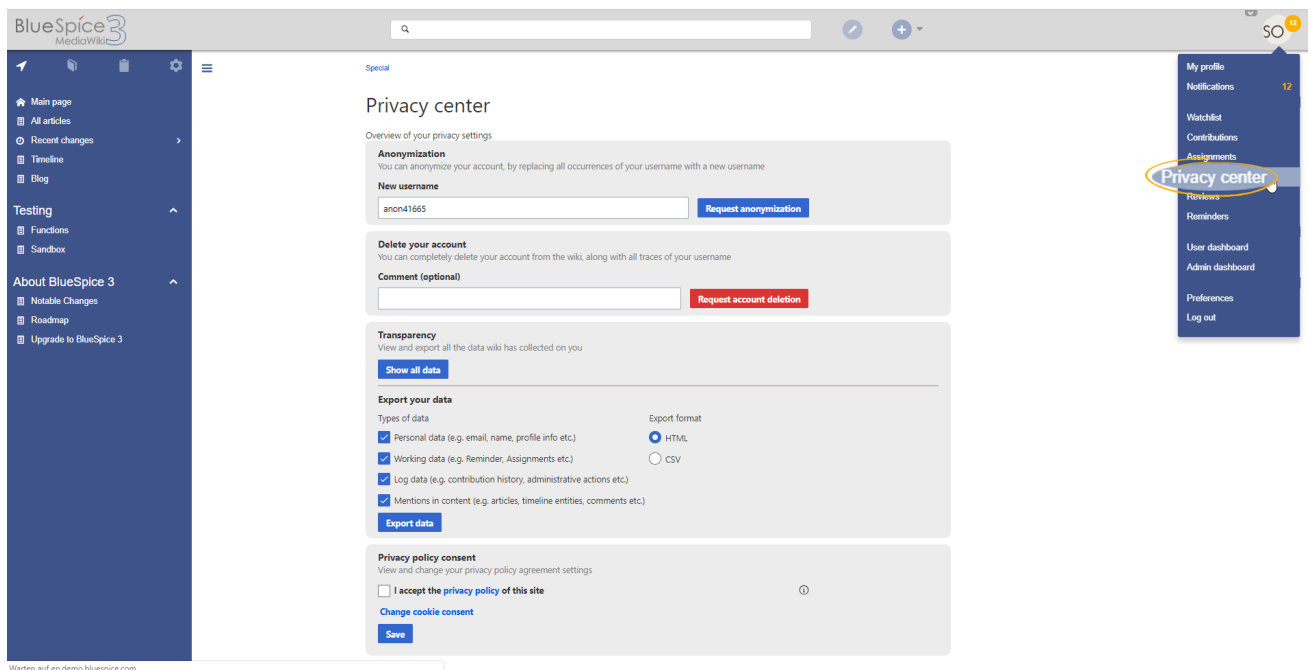 BlueSpice 3
MediaWiki
SO
12
Main page
All articles
Recent changes
Timeline
Blog
Testing
Functions
Sandbox
About BlueSpice 3
Notable Changes
Roadmap
Upgrade to BlueSpice 3
Special
Privacy center
Overview of your privacy settings
Anonymization
You can anonymize your account, by replacing all occurrences of your username with a new username
New username
anon41665
Request anonymization
Delete your account
You can completely delete your account from the wiki, along with all traces of your username
Comment (optional)
Request account deletion
Transparency
View and export all the data wiki has collected on you
Show all data
Export your data
Types of data
Export format
Personal data (e.g. email, name, profile info etc.)
HTML
Working data (e.g. Reminder, Assignments etc.)
CSV
Log data (e.g. contribution history, administrative actions etc.)
Mentions in content (e.g. articles, timeline entities, comments etc.)
Export data
Privacy policy consent
View and change your privacy policy agreement settings
I accept the privacy policy of this site
Change cookie consent
Save
My profile
Notifications 12
Watchlist
Contributions
Assignments
Privacy center
Reviews
Reminders
User dashboard
Admin dashboard
Preferences
Log out
Warten auf en.demo.bluespice.com